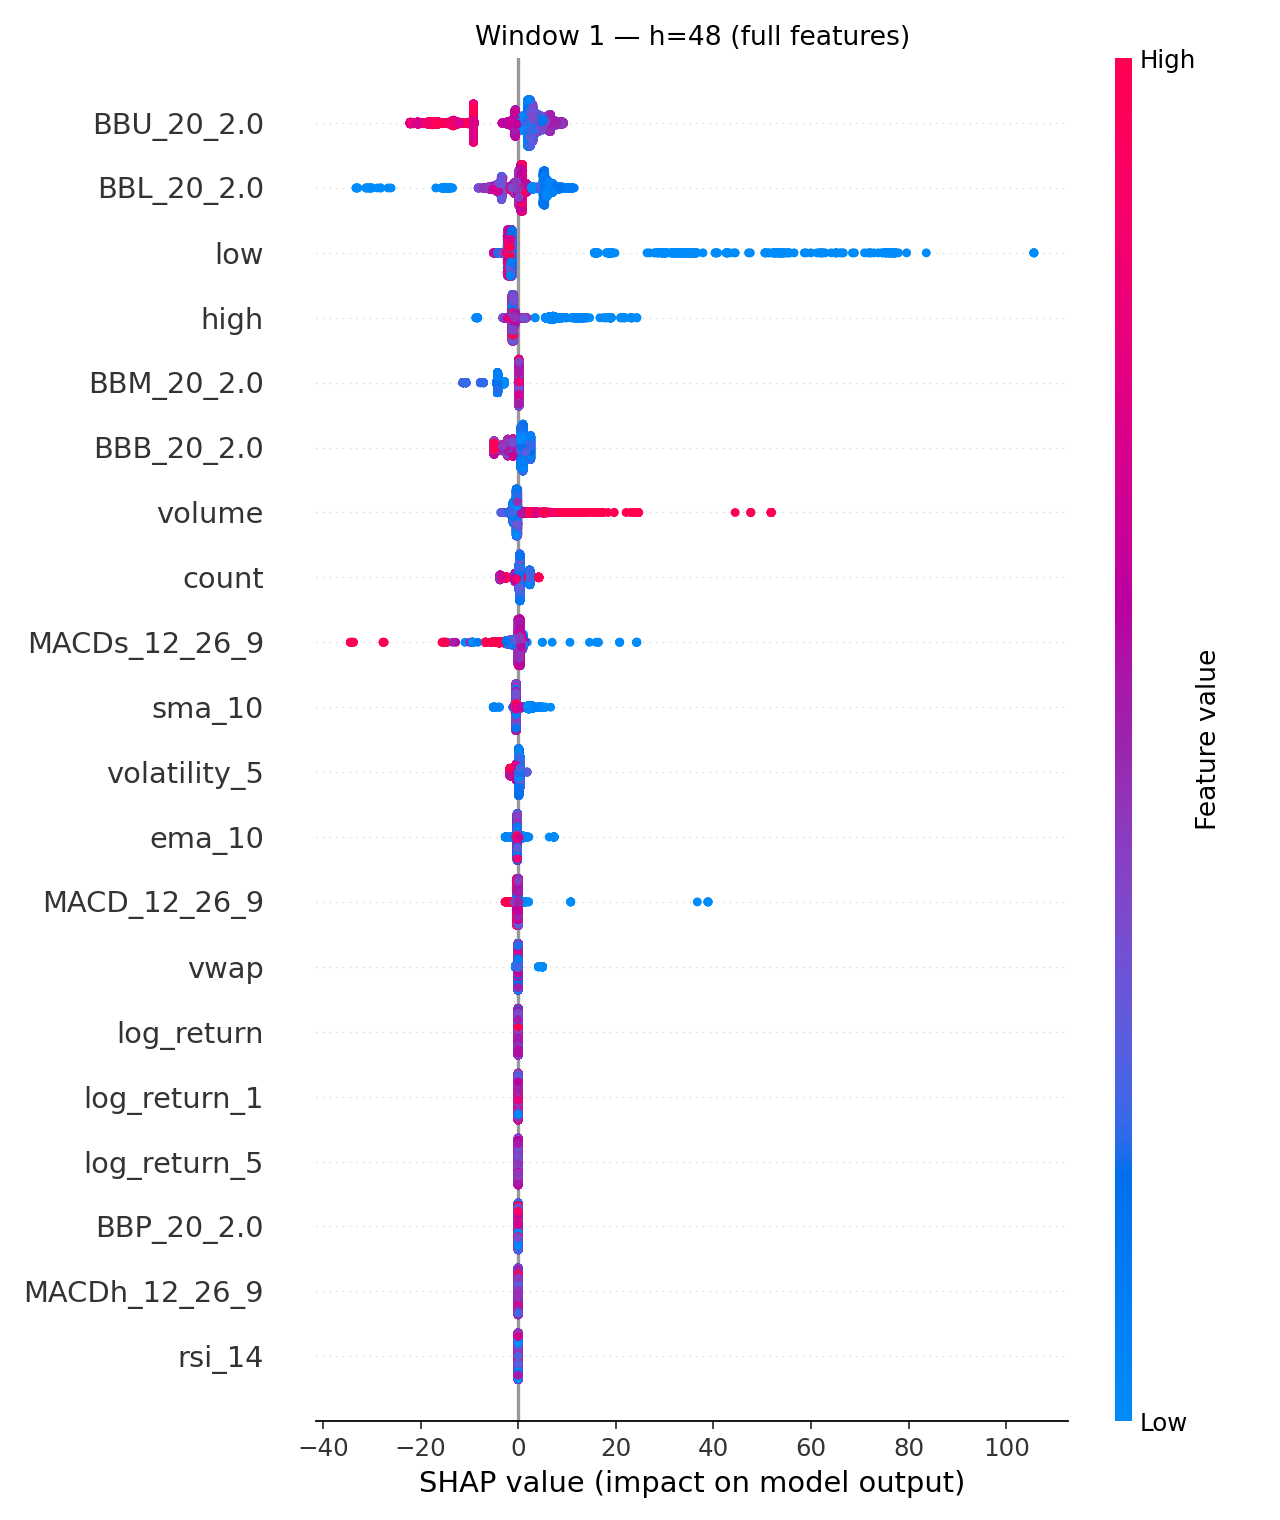 Window 1 — h=48 (full features)
High
BBU_20_2.0
BBL_20_2.0
low
high
BBM_20_2.0
BBB_20_2.0
volume
count
MACDs_12_26_9
sma_10
volatility_5
ema_10
MACD_12_26_9
vwap
log_return
log_return_1
log_return_5
BBP_20_2.0
MACDh_12_26_9
rsi_14
Feature value
Low
−40 −20 0 20 40 60 80 100
SHAP value (impact on model output)